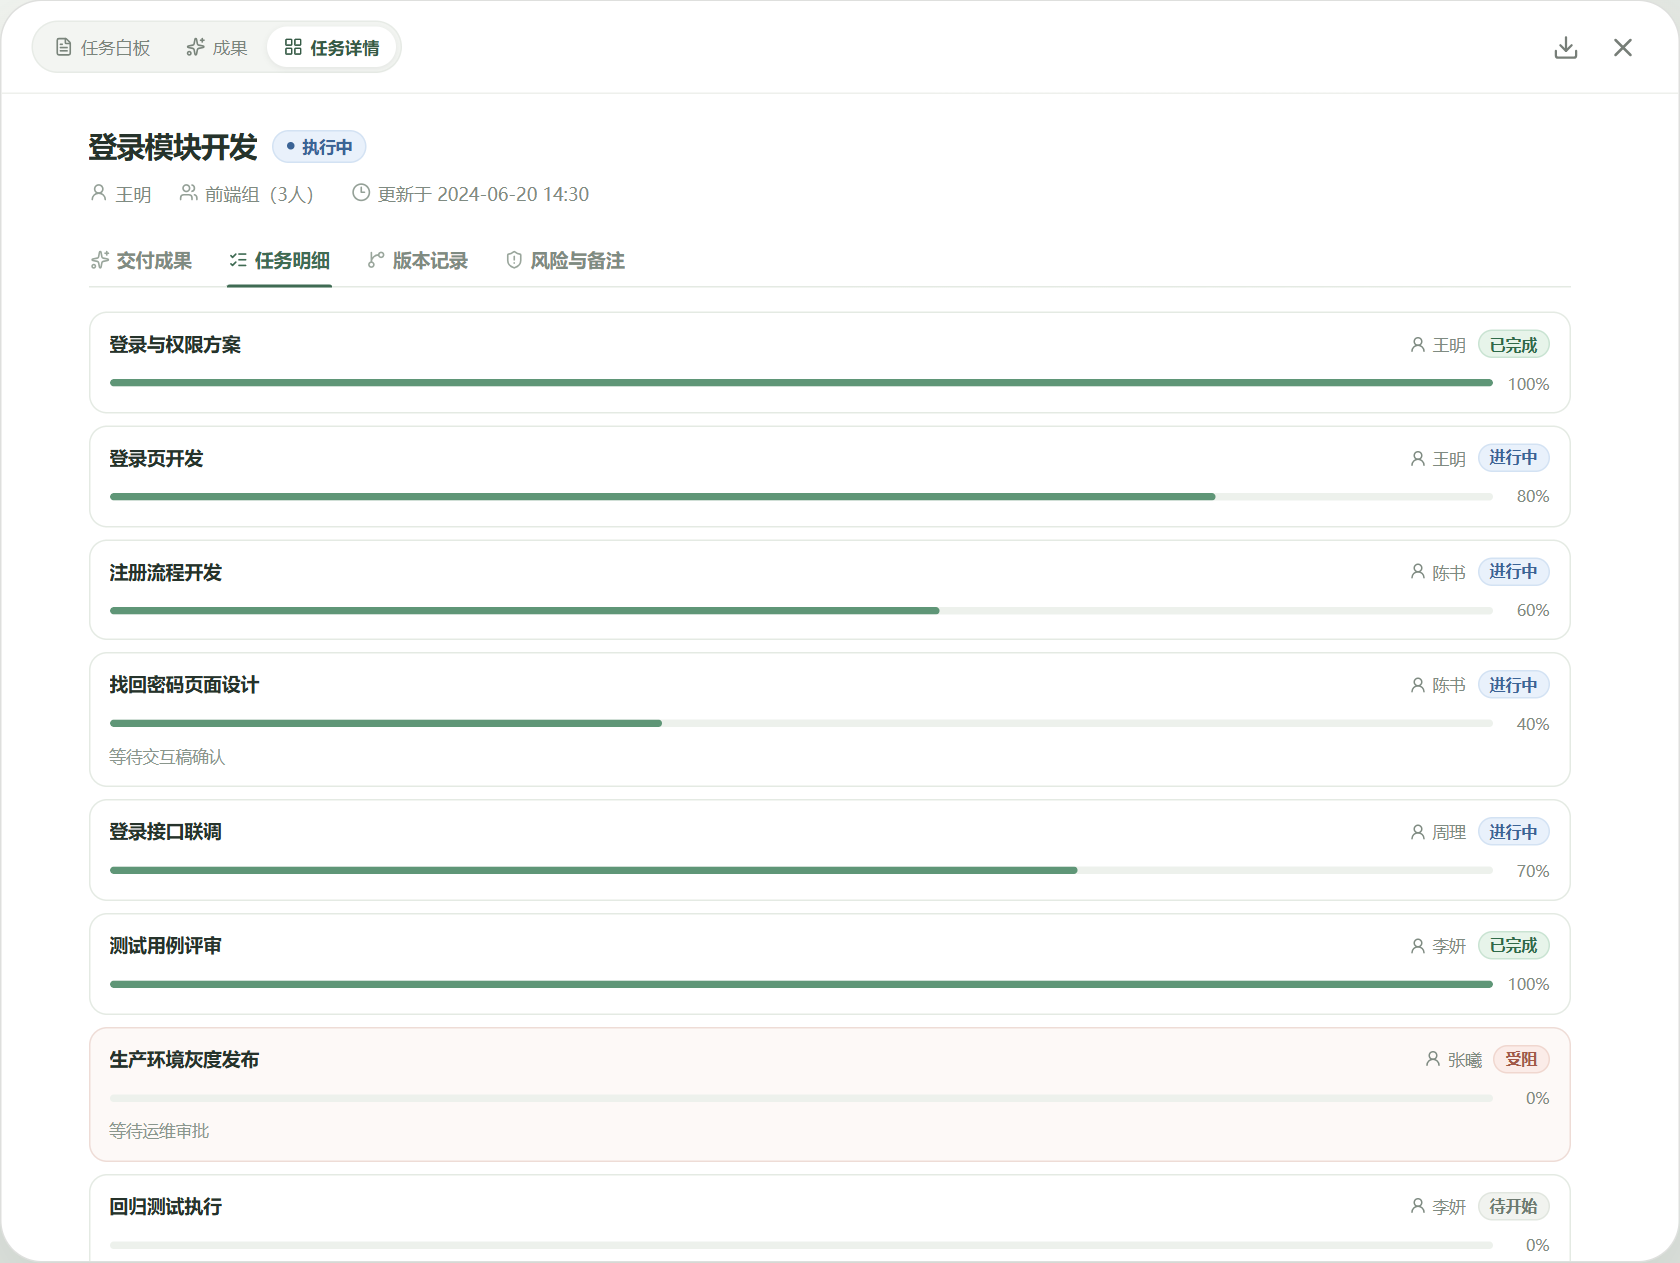 任务白板 成果 任务详情
登录模块开发 执行中
王明 前端组（3人） 更新于 2024-06-20 14:30
交付成果 任务明细 版本记录 风险与备注
登录与权限方案 王明 已完成
100%
登录页开发 王明 进行中
80%
注册流程开发 陈书 进行中
60%
找回密码页面设计 陈书 进行中
40%
等待交互稿确认
登录接口联调 周理 进行中
70%
测试用例评审 李妍 已完成
100%
生产环境灰度发布 张曦 受阻
0%
等待运维审批
回归测试执行 李妍 待开始
0%